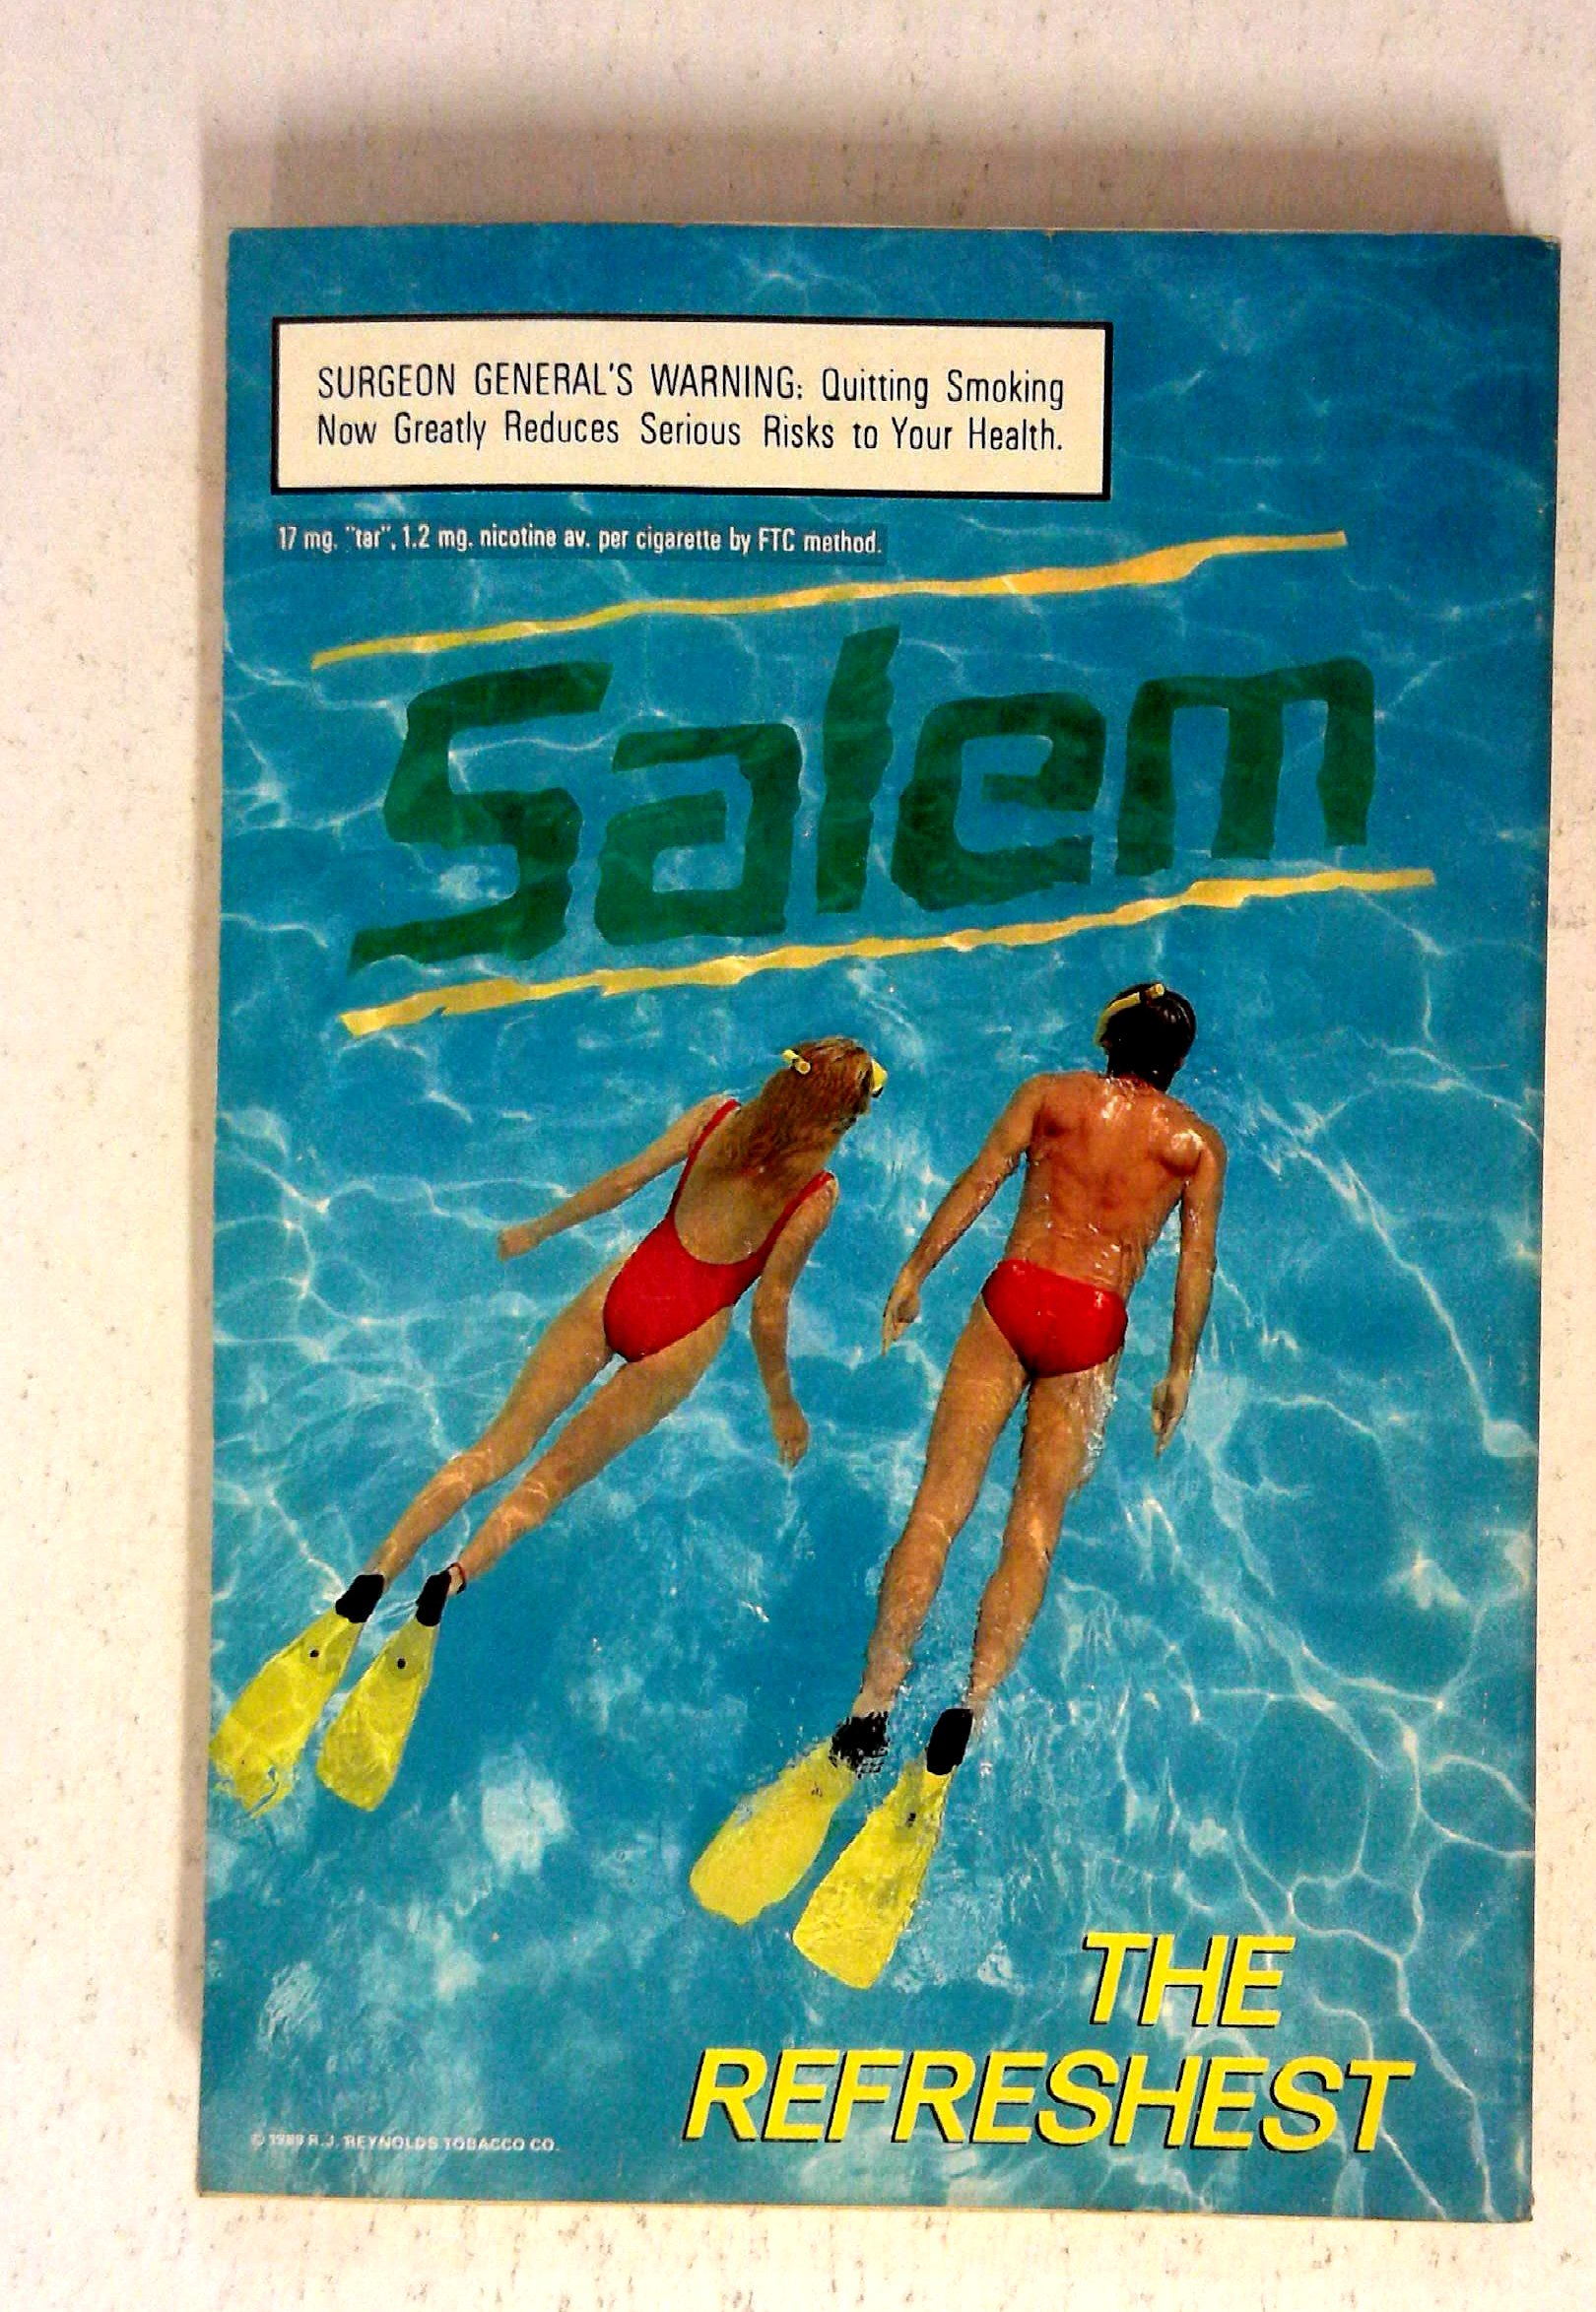 SURGEON GENERAL'S WARNING: Quitting Smoking
Now Greatly Reduces Serious Risks to Your Health.
17 mg. "tar", 1.2 mg. nicotine av. per cigarette by FTC method.
Salem
THE
REFRESHEST
© 1989 R.J. REYNOLDS TOBACCO CO.